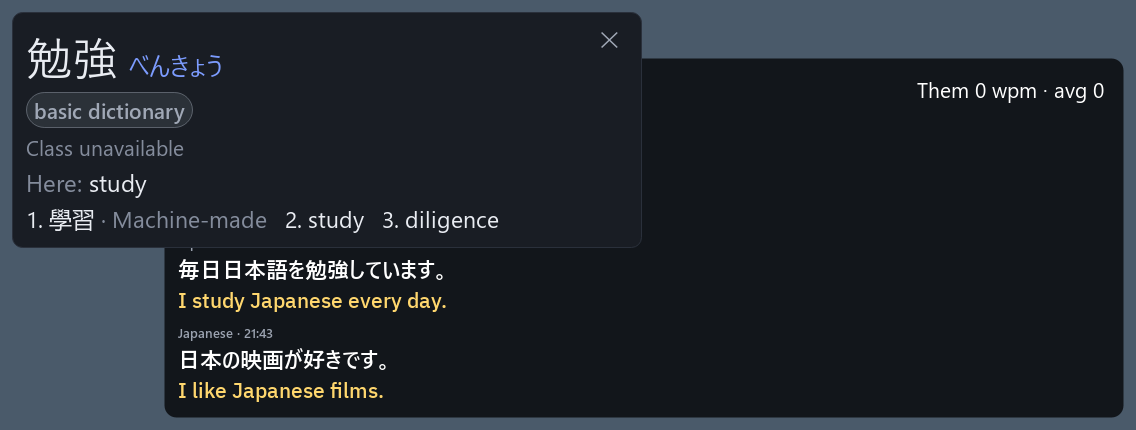 勉強 べんきょう
basic dictionary
Class unavailable
Here: study
1. 學習 · Machine-made 2. study 3. diligence
Them 0 wpm · avg 0
毎日日本語を勉強しています。
I study Japanese every day.
Japanese · 21:43
日本の映画が好きです。
I like Japanese films.